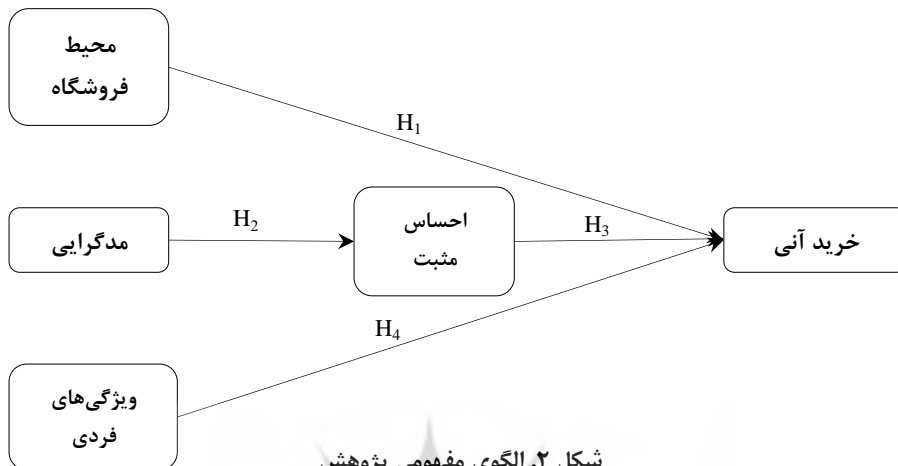 محیط
فروشگاه
H₁
مدگرایی
H₂
احساس
مثبت
H₃
خرید آنی
H₄
ویژگی‌های
فردی
شکل ۲. الگوی مفهومی پژوهش